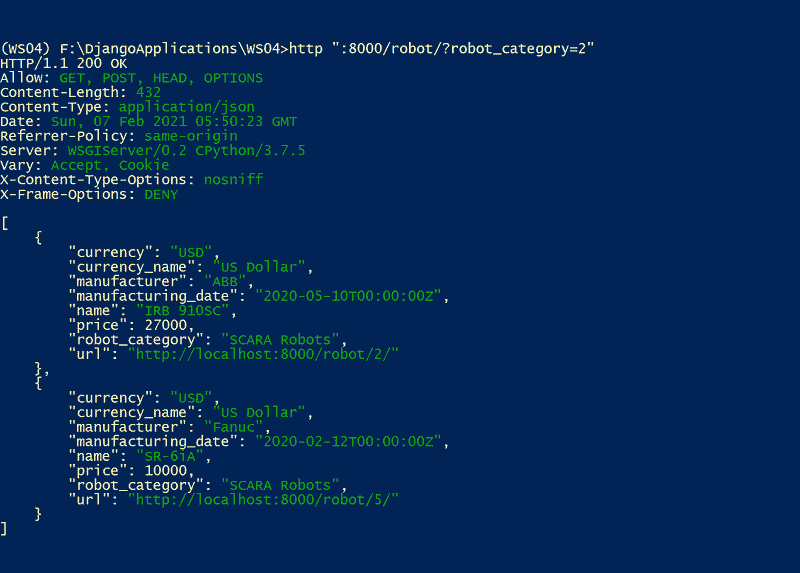 (WS04) F:\DjangoApplications\WS04>http ":8000/robot/?robot_category=2"
HTTP/1.1 200 OK
Allow: GET, POST, HEAD, OPTIONS
Content-Length: 432
Content-Type: application/json
Date: Sun, 07 Feb 2021 05:50:23 GMT
Referrer-Policy: same-origin
Server: WSGIServer/0.2 CPython/3.7.5
Vary: Accept, Cookie
X-Content-Type-Options: nosniff
X-Frame-Options: DENY
[
    {
        "currency": "USD",
        "currency_name": "US Dollar",
        "manufacturer": "ABB",
        "manufacturing_date": "2020-05-10T00:00:00Z",
        "name": "IRB 910SC",
        "price": 27000,
        "robot_category": "SCARA Robots",
        "url": "http://localhost:8000/robot/2/"
    },
    {
        "currency": "USD",
        "currency_name": "US Dollar",
        "manufacturer": "Fanuc",
        "manufacturing_date": "2020-02-12T00:00:00Z",
        "name": "SR-6iA",
        "price": 10000,
        "robot_category": "SCARA Robots",
        "url": "http://localhost:8000/robot/5/"
    }
]